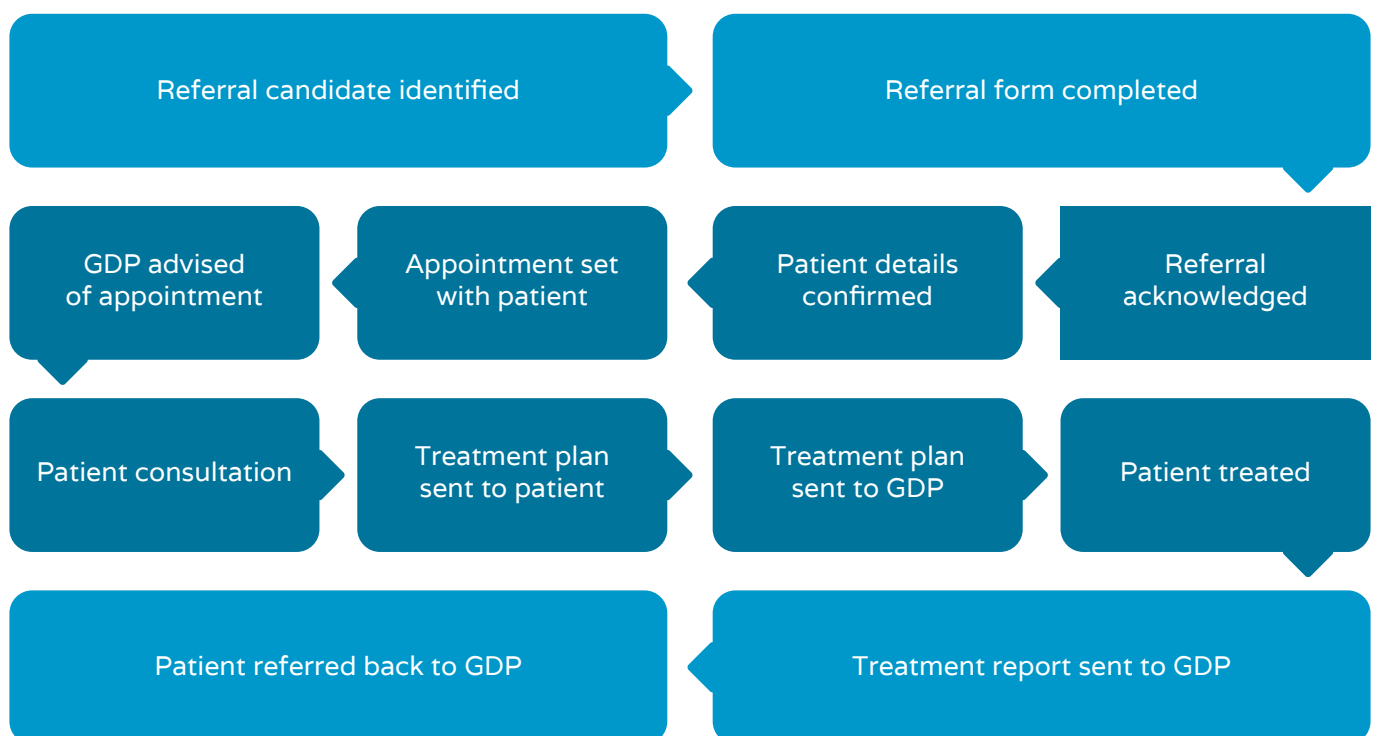 Referral candidate identified
Referral form completed
Referral
acknowledged
Patient details
confirmed
Appointment set
with patient
GDP advised
of appointment
Patient consultation
Treatment plan
sent to patient
Treatment plan
sent to GDP
Patient treated
Treatment report sent to GDP
Patient referred back to GDP